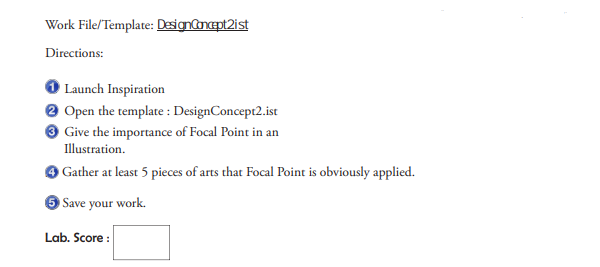 Work File/Template: DesignConcept2ist
Directions:
1 Launch Inspiration
2 Open the template : DesignConcept2.ist
3 Give the importance of Focal Point in an
Illustration.
4 Gather at least 5 pieces of arts that Focal Point is obviously applied.
5 Save your work.
Lab. Score :